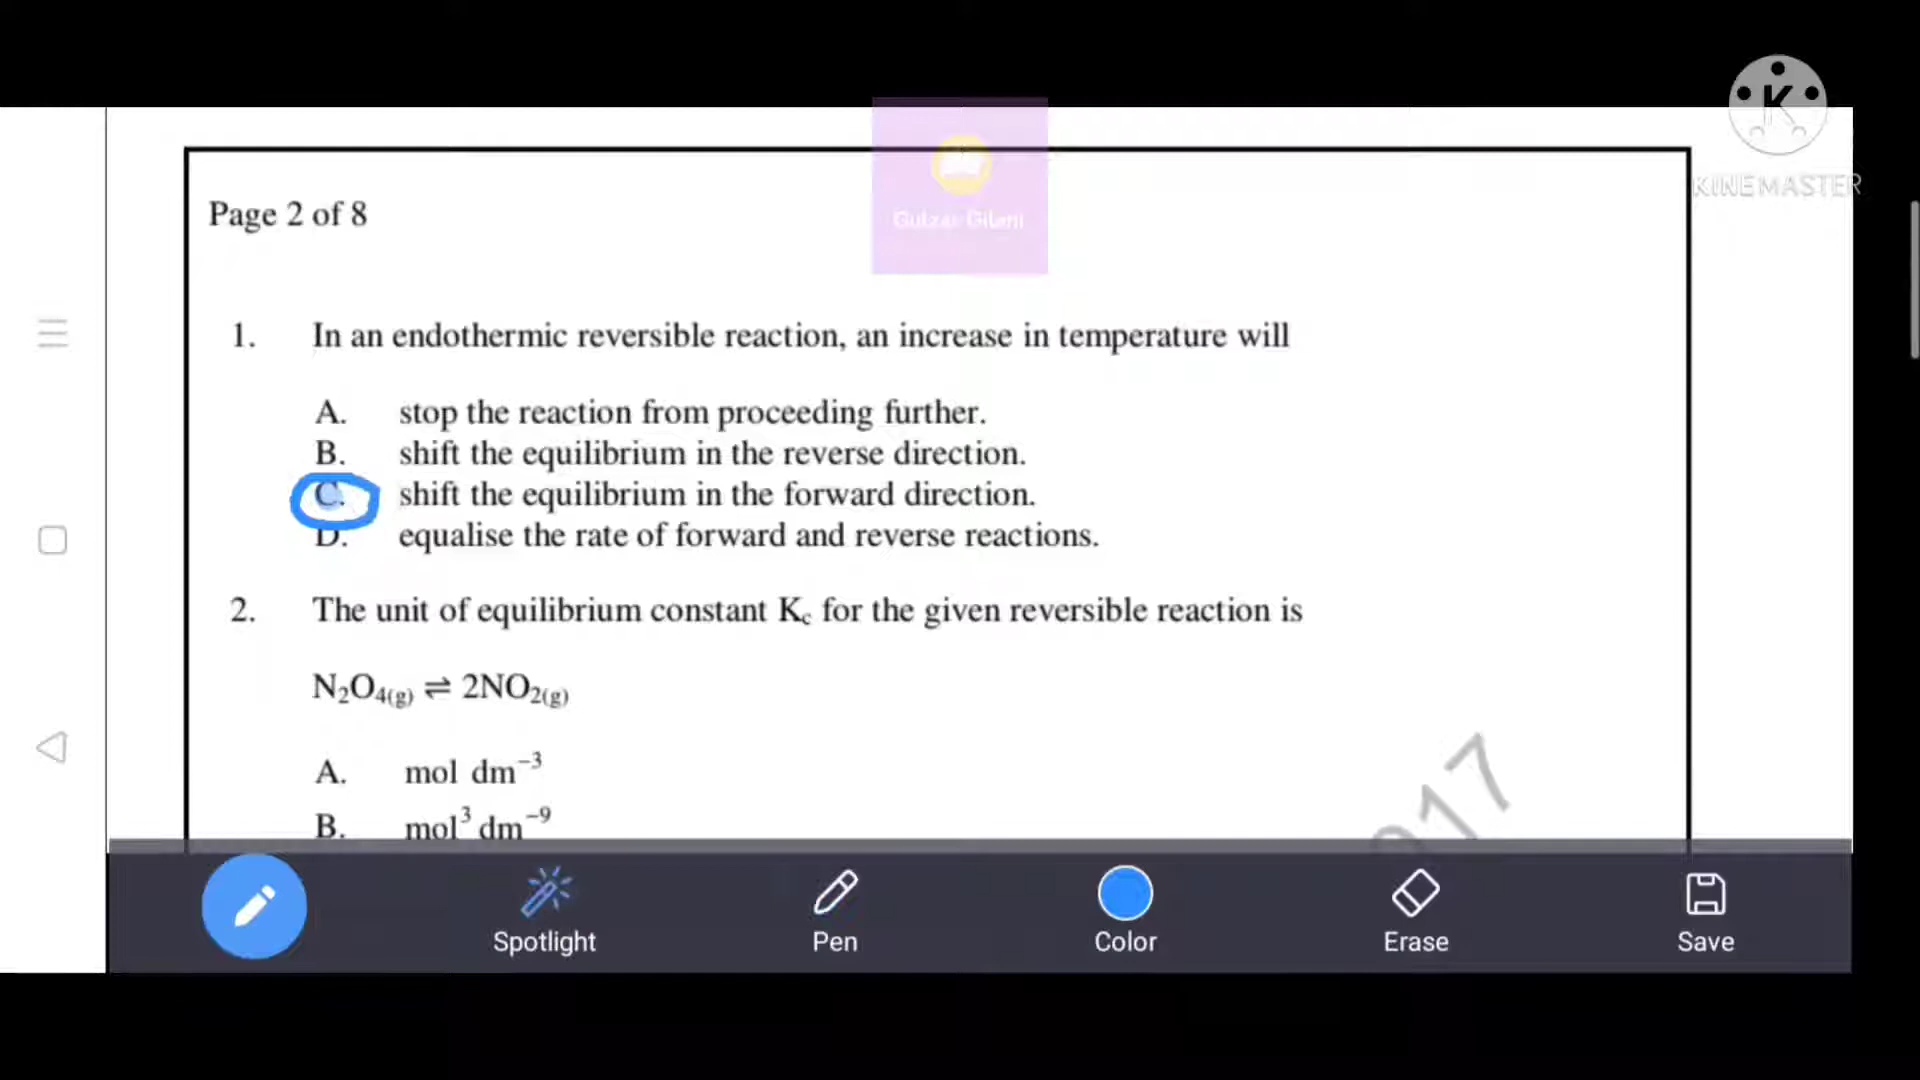 KINEMASTER
Gulzar Gilani
Page 2 of 8
1. In an endothermic reversible reaction, an increase in temperature will
A. stop the reaction from proceeding further.
B. shift the equilibrium in the reverse direction.
C. shift the equilibrium in the forward direction.
D. equalise the rate of forward and reverse reactions.
2. The unit of equilibrium constant K꜀ for the given reversible reaction is
N₂O₄₍g₎ ⇌ 2NO₂₍g₎
A. mol dm⁻³
B. mol³ dm⁻⁹
017
Spotlight
Pen
Color
Erase
Save